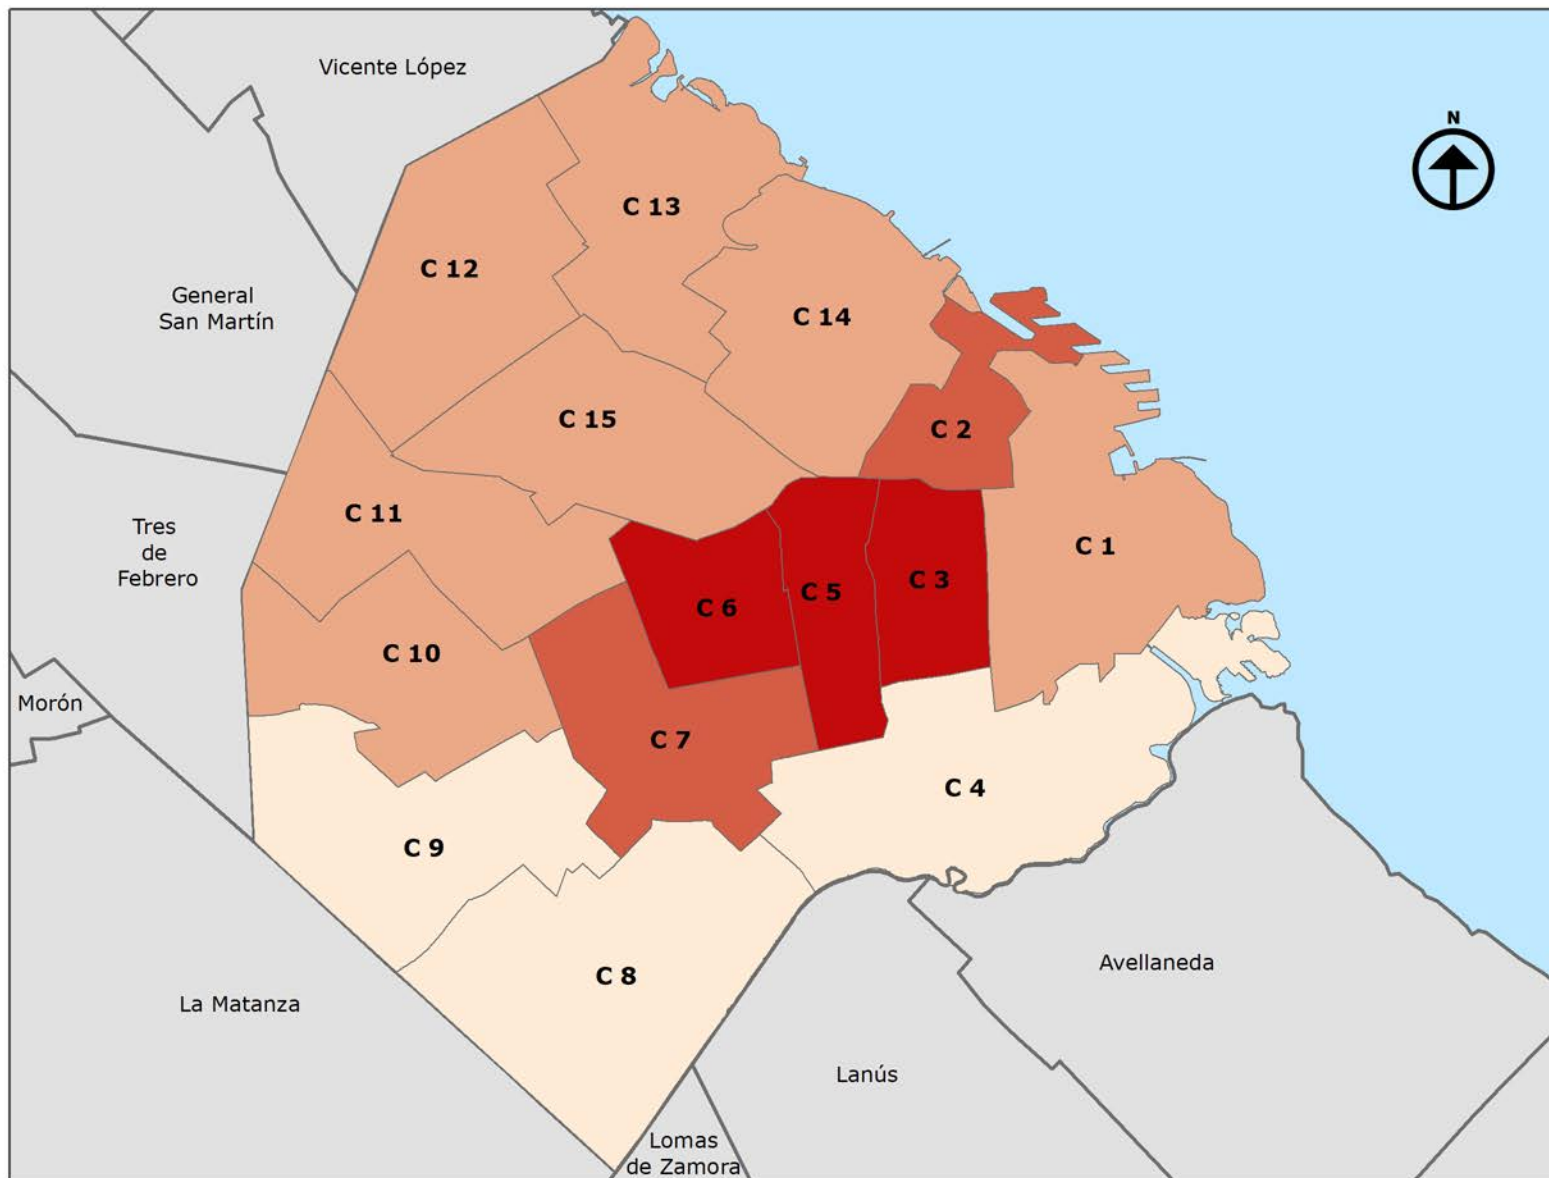 Vicente López
N
C 13
C 12
General
San Martín
C 14
C 15
C 2
C 11
Tres
de
Febrero
C 1
C 3
C 5
C 6
C 10
Morón
C 7
C 4
C 9
Avellaneda
C 8
La Matanza
Lanús
Lomas
de Zamora